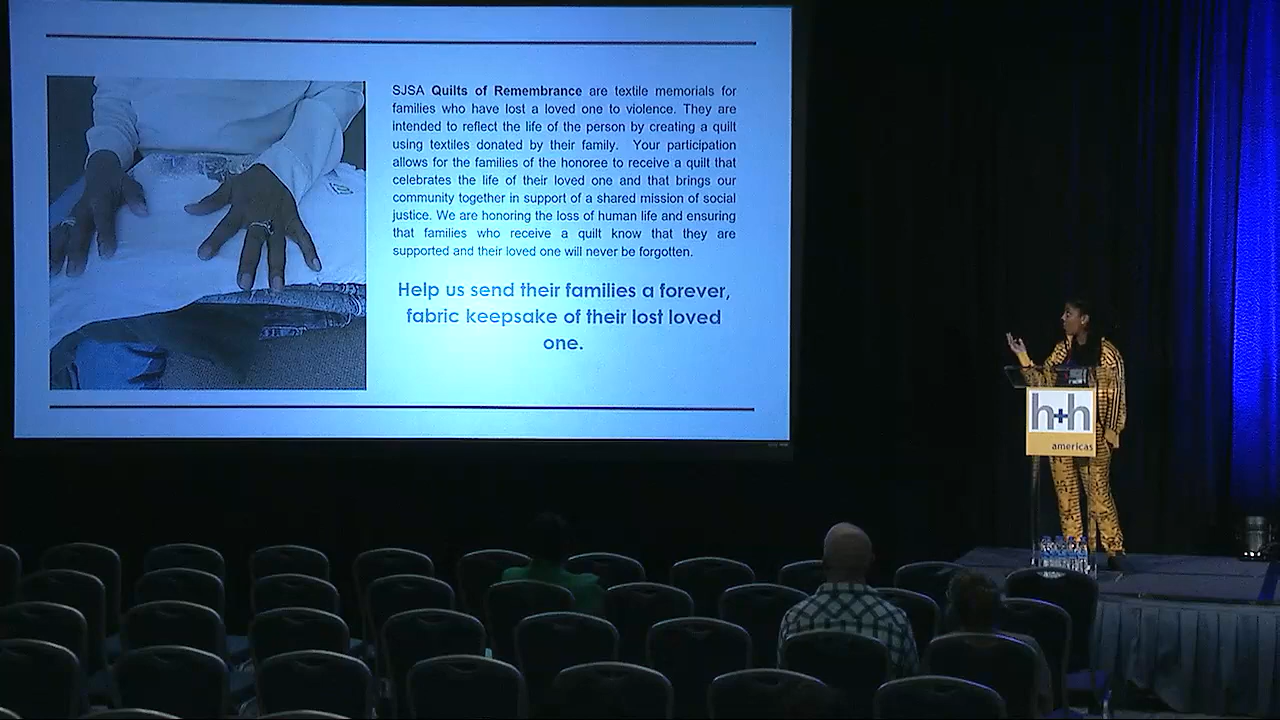 SJSA Quilts of Remembrance are textile memorials for
families who have lost a loved one to violence. They are
intended to reflect the life of the person by creating a quilt
using textiles donated by their family. Your participation
allows for the families of the honoree to receive a quilt that
celebrates the life of their loved one and that brings our
community together in support of a shared mission of social
justice. We are honoring the loss of human life and ensuring
that families who receive a quilt know that they are
supported and their loved one will never be forgotten.
Help us send their families a forever,
fabric keepsake of their lost loved
one.
h+h
americas